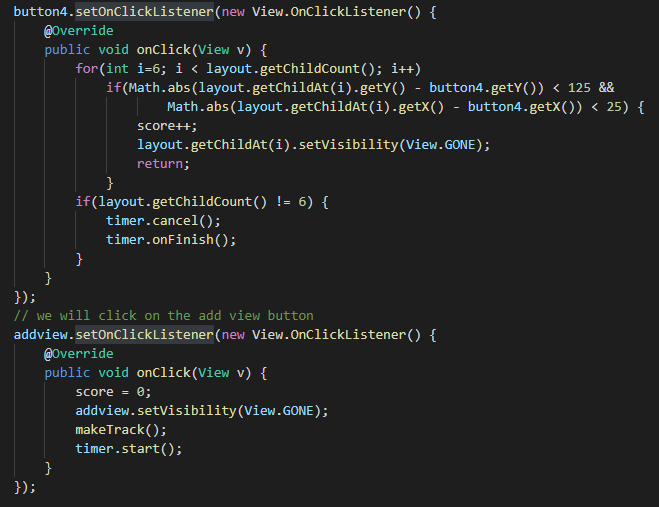 button4.setOnClickListener(new View.OnClickListener() {
    @Override
    public void onClick(View v) {
        for(int i=6; i < layout.getChildCount(); i++)
            if(Math.abs(layout.getChildAt(i).getY() - button4.getY()) < 125 &&
                    Math.abs(layout.getChildAt(i).getX() - button4.getX()) < 25) {
                score++;
                layout.getChildAt(i).setVisibility(View.GONE);
                return;
            }
        if(layout.getChildCount() != 6) {
            timer.cancel();
            timer.onFinish();
        }
    }
});
// we will click on the add view button
addview.setOnClickListener(new View.OnClickListener() {
    @Override
    public void onClick(View v) {
        score = 0;
        addview.setVisibility(View.GONE);
        makeTrack();
        timer.start();
    }
});